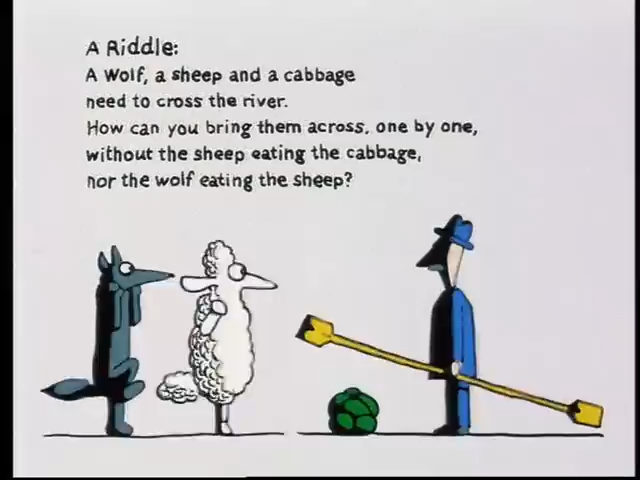 A Riddle:
A Wolf, a sheep and a cabbage
need to cross the river.
How can you bring them across, one by one,
without the sheep eating the cabbage,
nor the wolf eating the sheep?